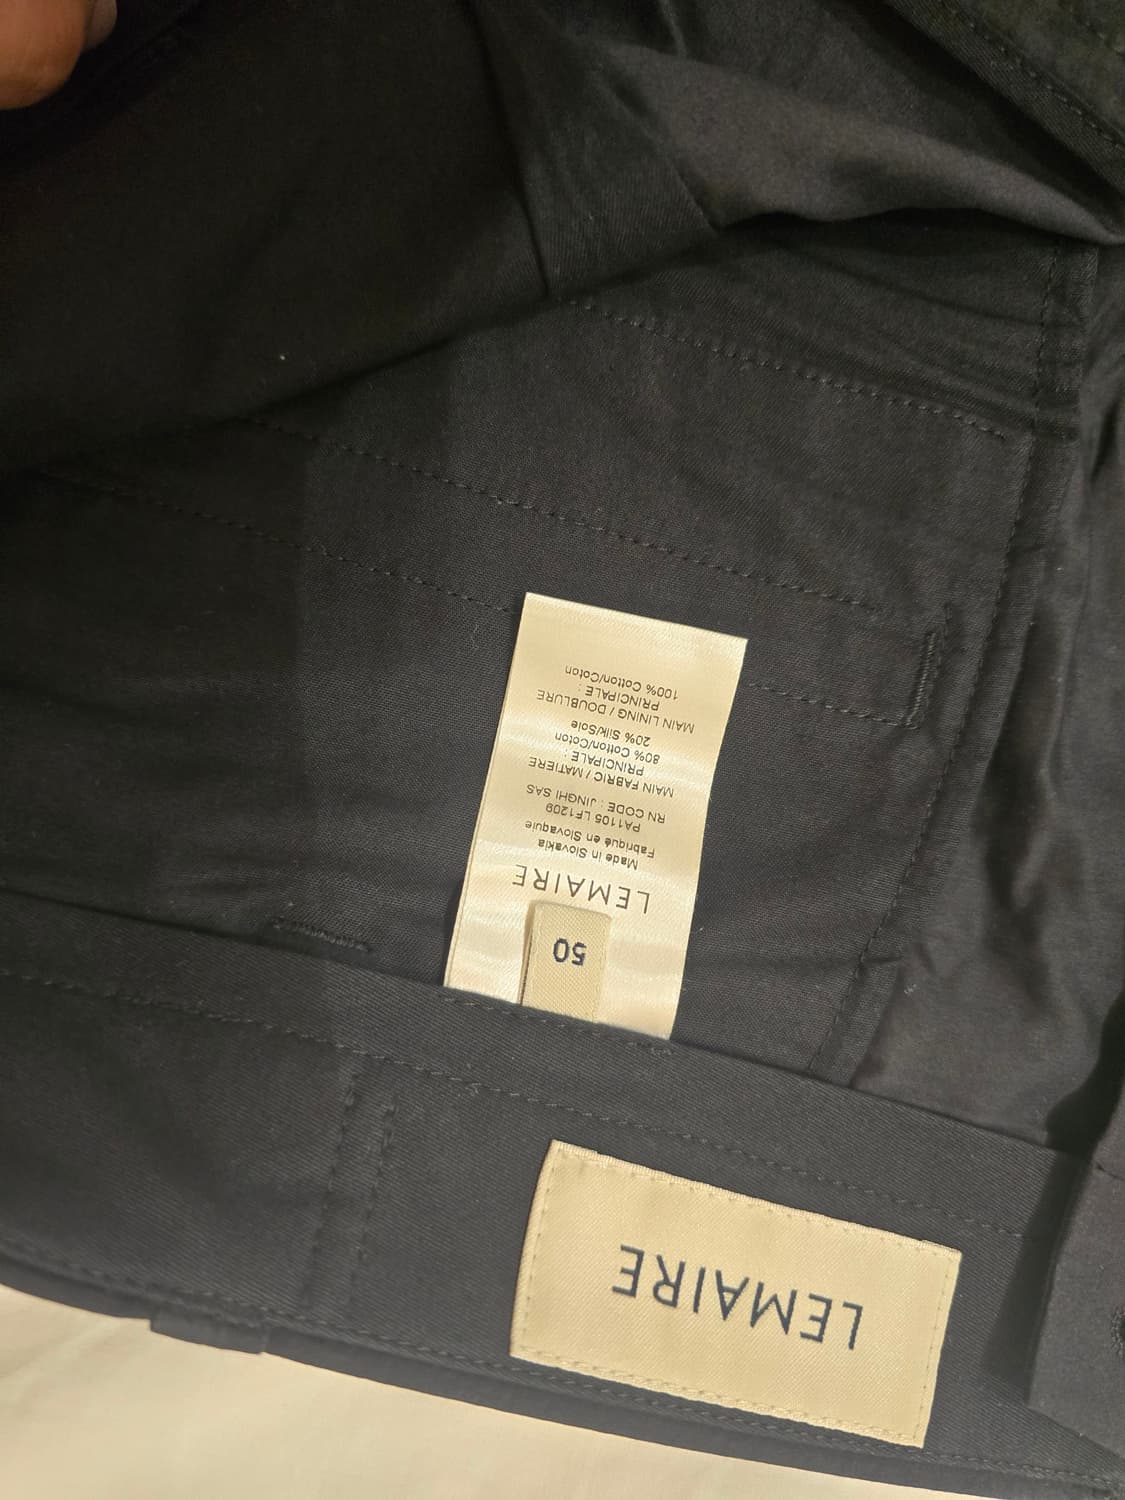 LEMAIRE
50
LEMAIRE
Made in Slovakia
Fabriqué en Slovaquie
PA1105 LF1209
RN CODE : JINGHI SAS
MAIN FABRIC / MATIERE
PRINCIPALE :
80% Cotton/Coton
20% Silk/Soie
MAIN LINING / DOUBLURE
PRINCIPALE :
100% Cotton/Coton